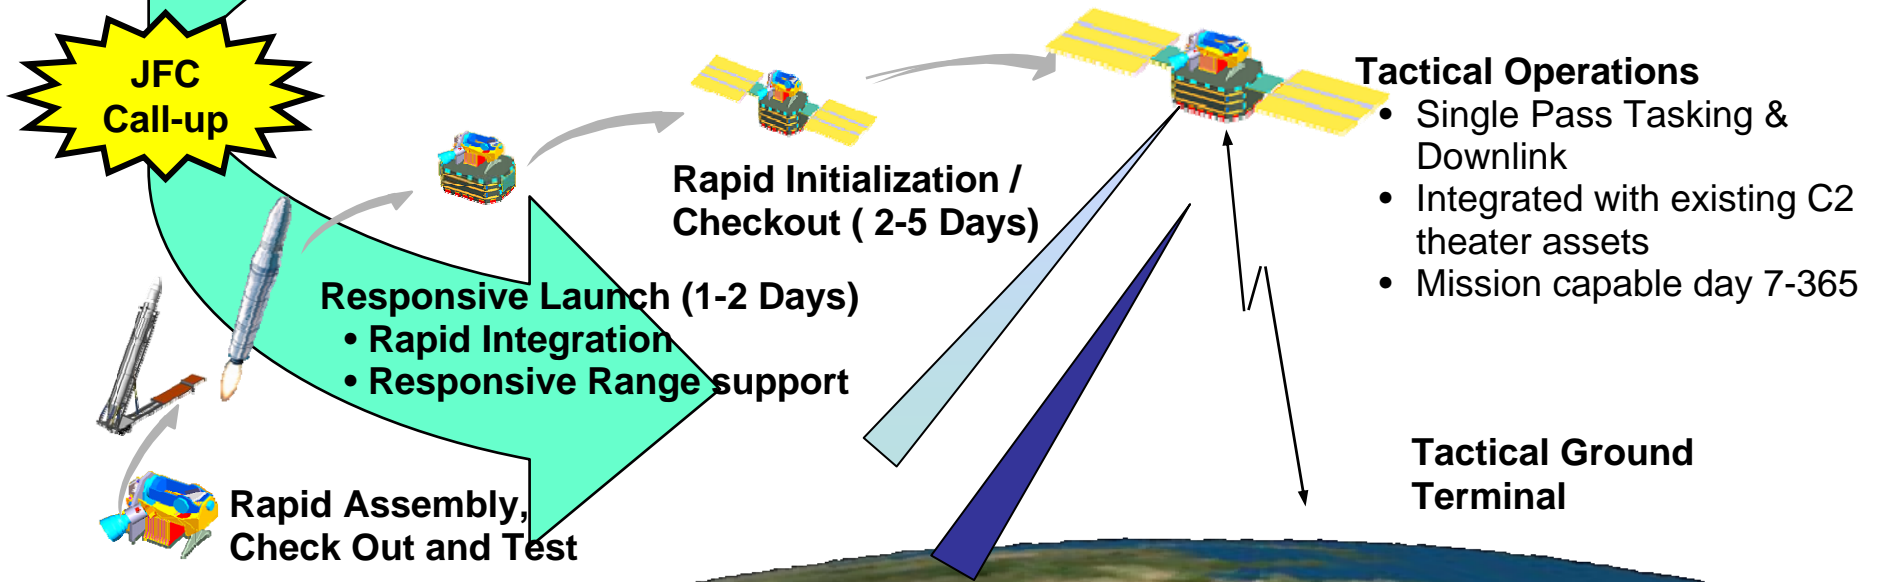 JFC
Call-up
Tactical Operations
• Single Pass Tasking &
Downlink
• Integrated with existing C2
theater assets
• Mission capable day 7-365
Rapid Initialization /
Checkout ( 2-5 Days)
Responsive Launch (1-2 Days)
• Rapid Integration
• Responsive Range support
Tactical Ground
Terminal
Rapid Assembly,
Check Out and Test